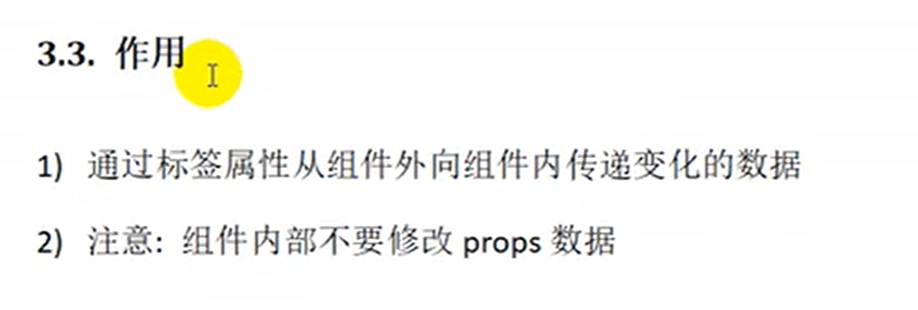 3.3. 作用
1) 通过标签属性从组件外向组件内传递变化的数据
2) 注意: 组件内部不要修改 props 数据